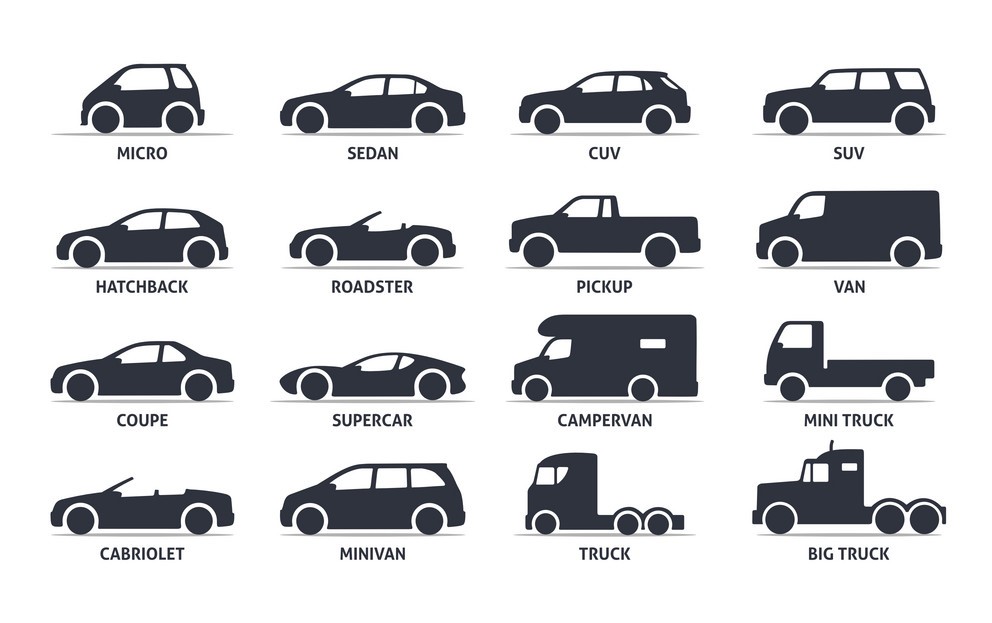 MICRO
SEDAN
CUV
SUV
HATCHBACK
ROADSTER
PICKUP
VAN
COUPE
SUPERCAR
CAMPERVAN
MINI TRUCK
CABRIOLET
MINIVAN
TRUCK
BIG TRUCK